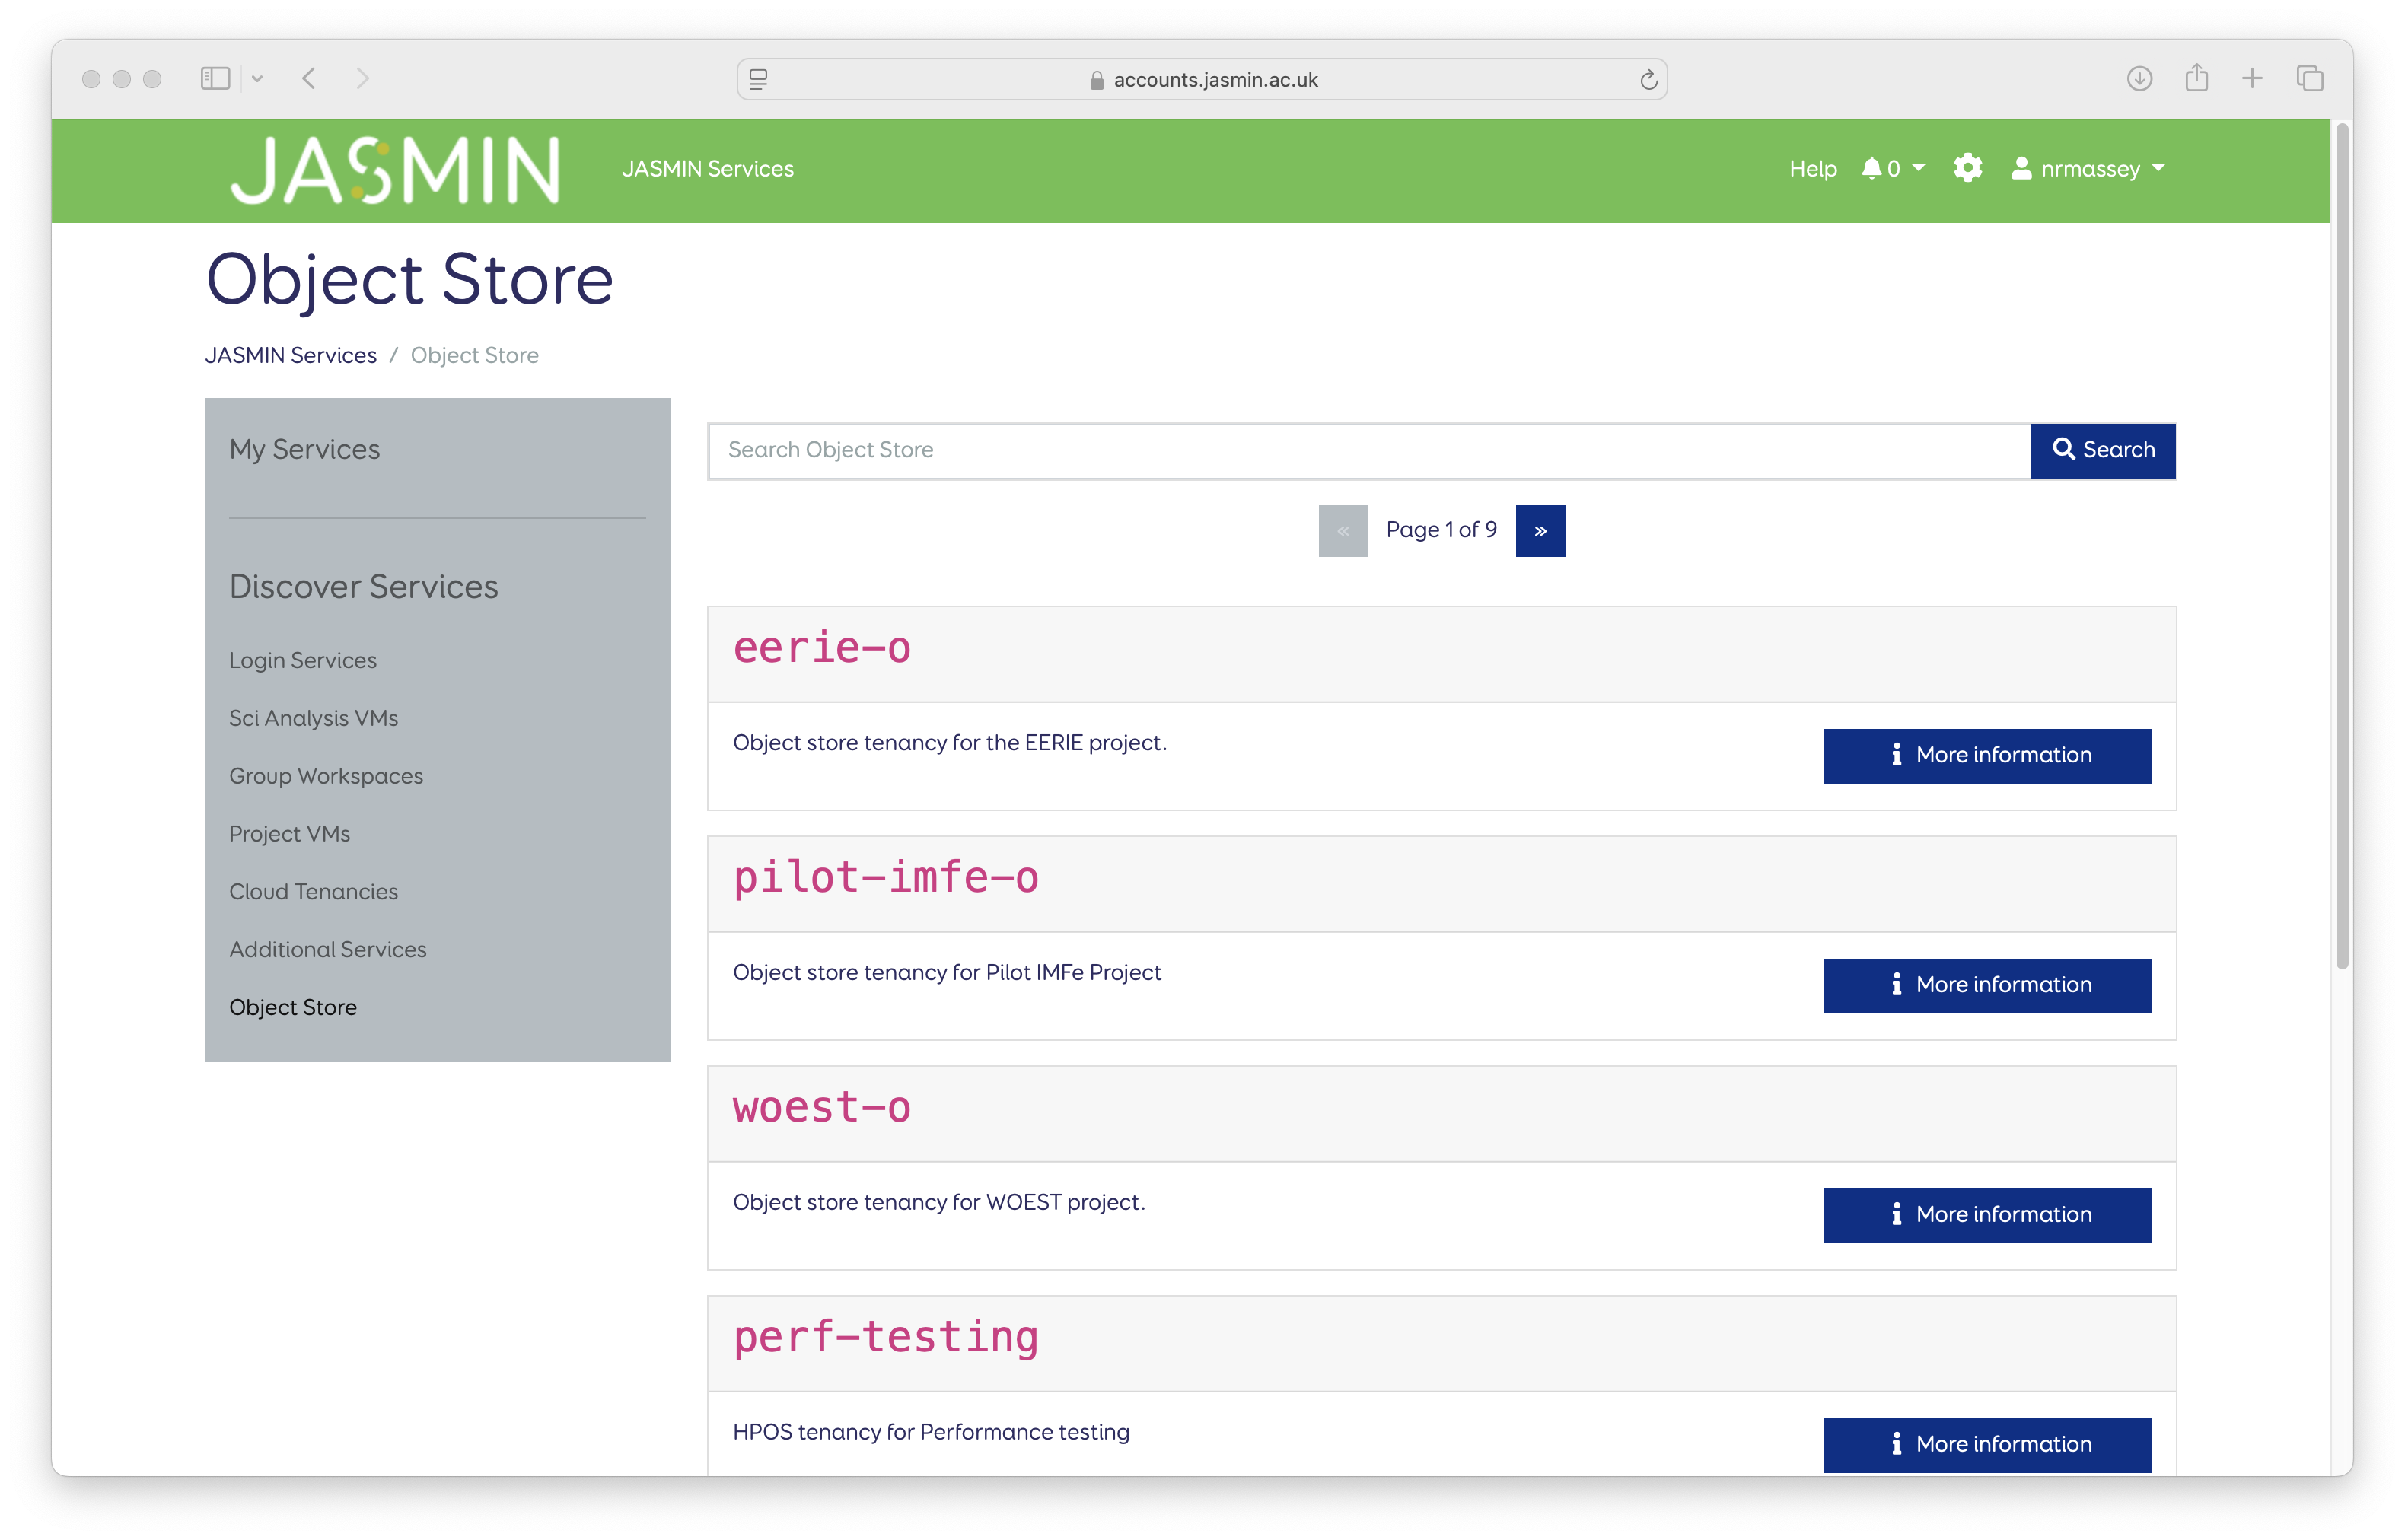 accounts.jasmin.ac.uk
JASMIN
JASMIN Services
Help
0
nrmassey
Object Store
JASMIN Services / Object Store
My Services
Discover Services
Login Services
Sci Analysis VMs
Group Workspaces
Project VMs
Cloud Tenancies
Additional Services
Object Store
Search Object Store
Search
« Page 1 of 9 »
eerie-o
Object store tenancy for the EERIE project.
More information
pilot-imfe-o
Object store tenancy for Pilot IMFe Project
More information
woest-o
Object store tenancy for WOEST project.
More information
perf-testing
HPOS tenancy for Performance testing
More information